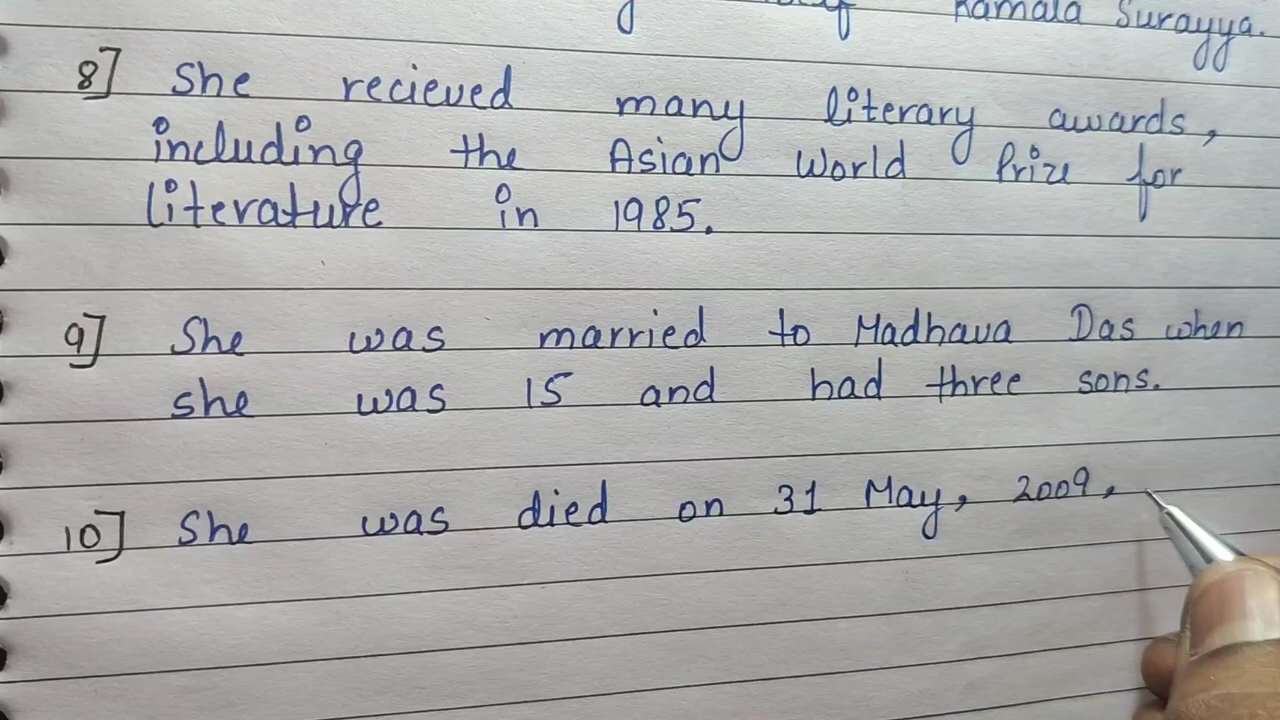 Kamala Surayya.
8] She recieved many literary awards,
including the Asian World Prize for
literature in 1985.
9] She was married to Madhava Das when
she was 15 and had three sons.
10] She was died on 31 May, 2009,